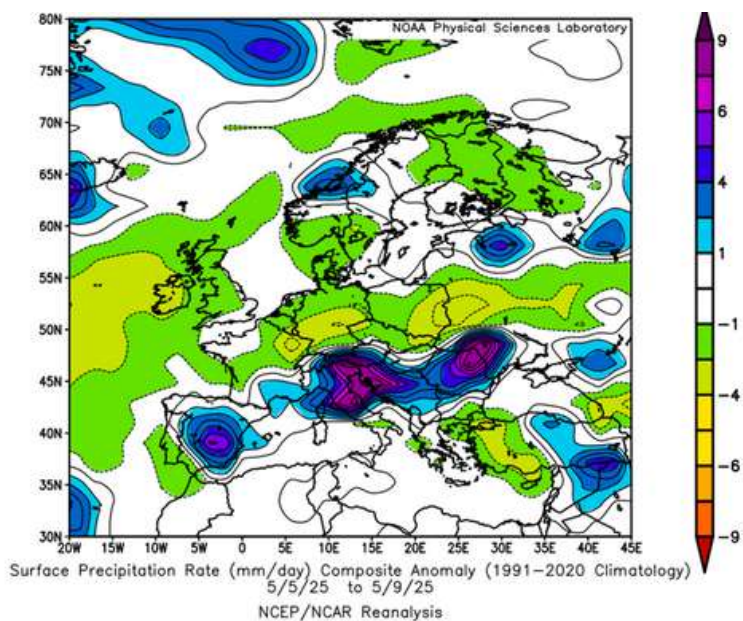 NOAA Physical Sciences Laboratory
80N
75N
70N
65N
60N
55N
50N
45N
40N
35N
30N
20W 15W 10W 5W 0 5E 10E 15E 20E 25E 30E 35E 40E 45E
9
6
4
1
-1
-4
-6
-9
Surface Precipitation Rate (mm/day) Composite Anomaly (1991-2020 Climatology)
5/5/25 to 5/9/25
NCEP/NCAR Reanalysis